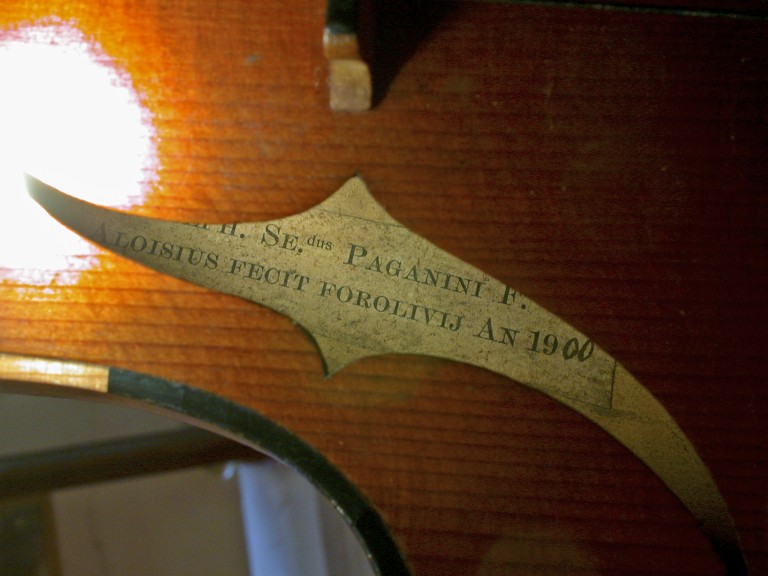 H. SE.dus PAGANINI F.
ALOISIUS FECIT FOROLIVIJ AN 1900